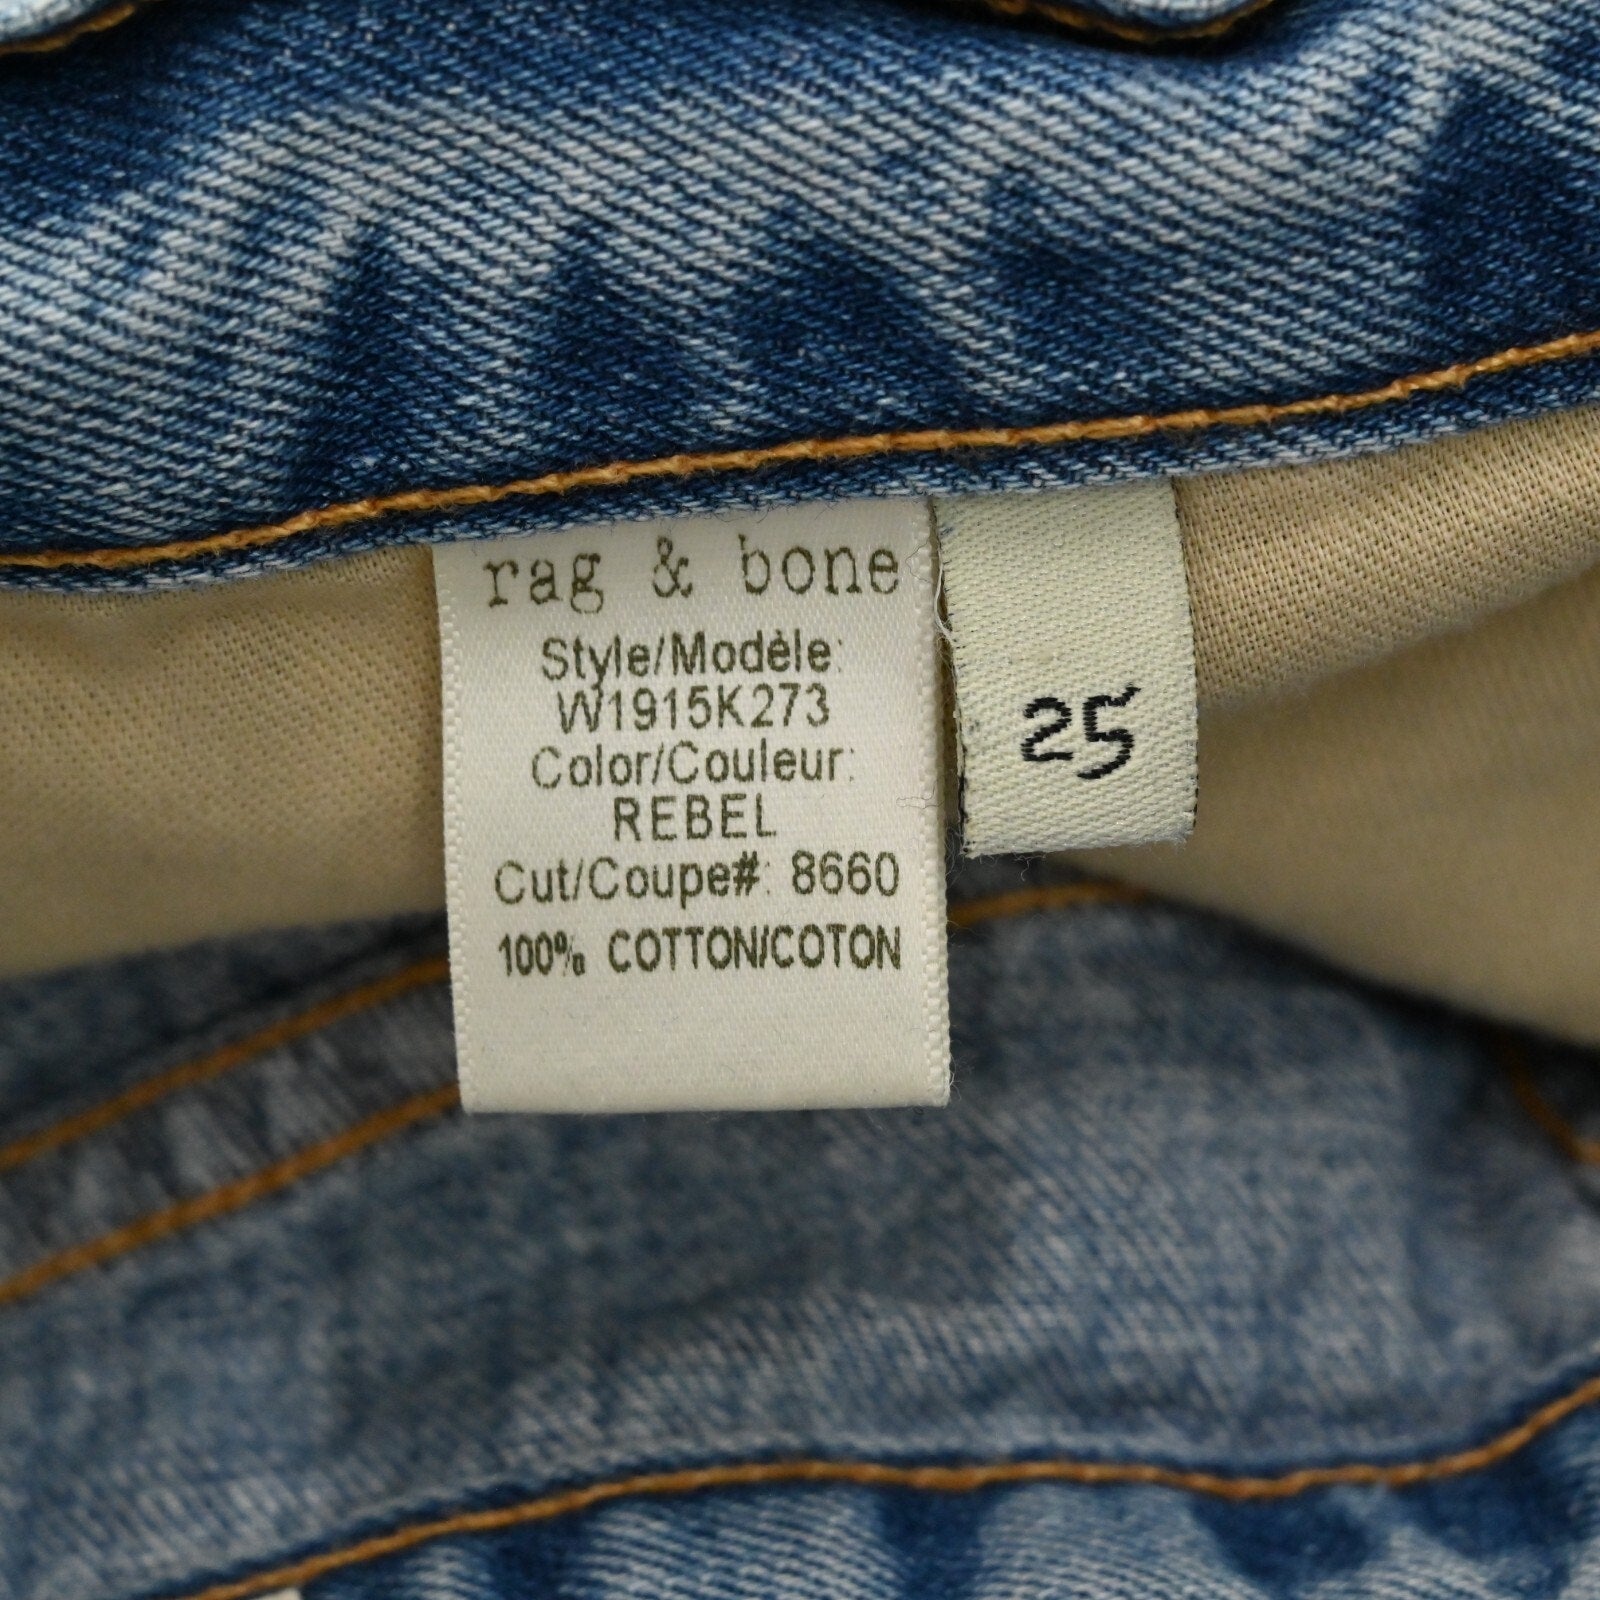 rag & bone
Style/Modèle:
W1915K273
Color/Couleur:
REBEL
Cut/Coupe#: 8660
100% COTTON/COTON
25